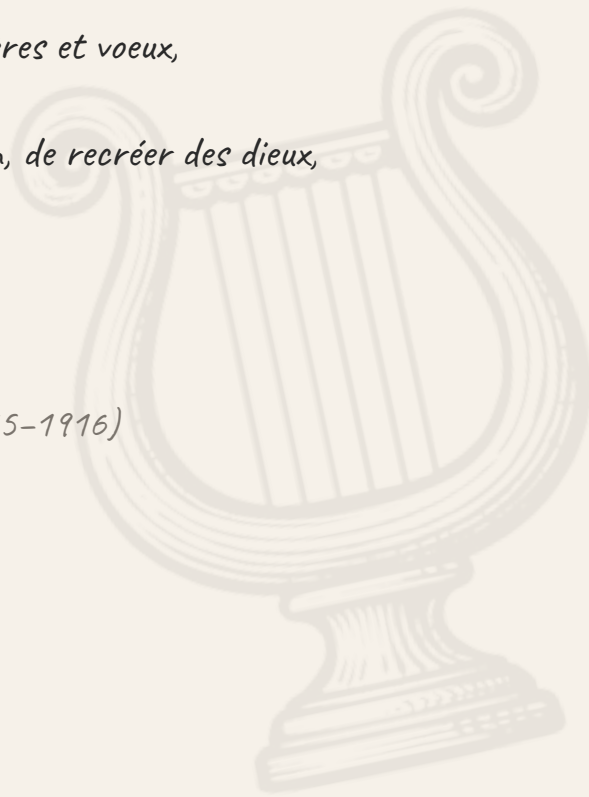 res et voeux,
, de recréer des dieux,
5–1916)